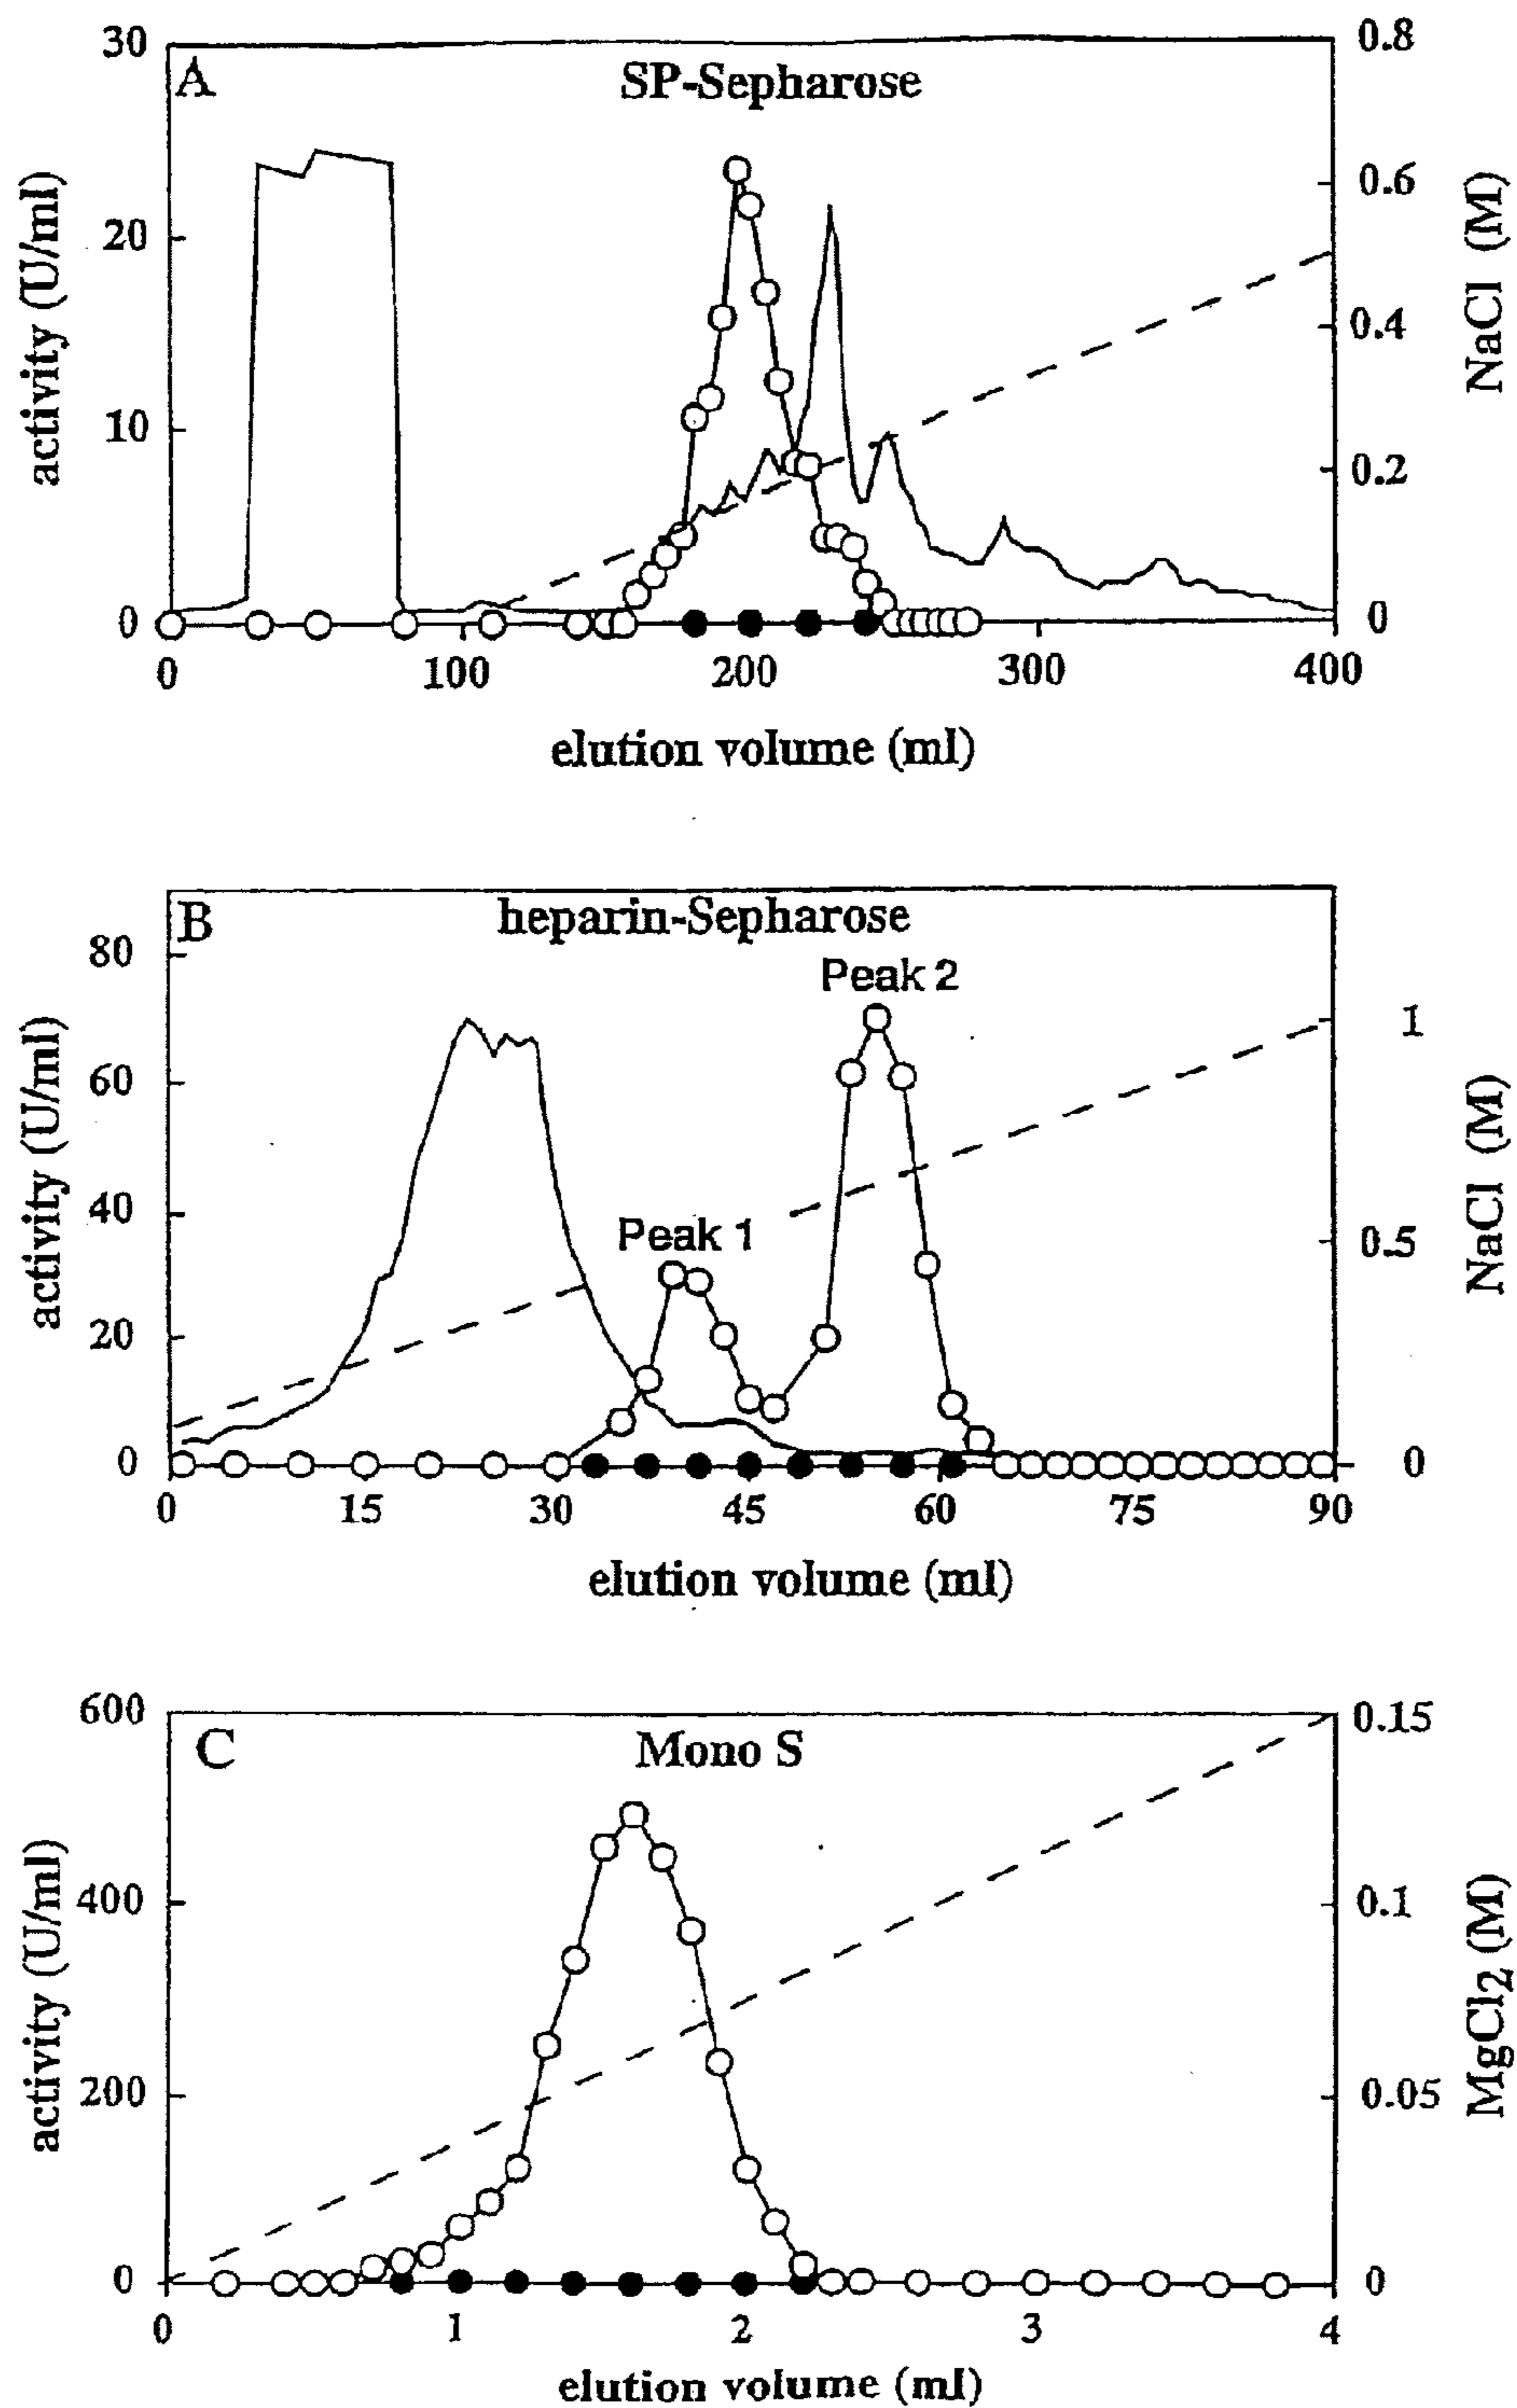 A
SP-Sepharose
activity (U/ml)
30
20
10
0
0.8
0.6
0.4
0.2
0
NaCl (M)
0 100 200 300 400
elution volume (ml)
B
heparin-Sepharose
Peak 1
Peak 2
activity (U/ml)
80
60
40
20
0
1
0.5
0
NaCl (M)
0 15 30 45 60 75 90
elution volume (ml)
C
Mono S
activity (U/ml)
600
400
200
0
0.15
0.1
0.05
0
MgCl2 (M)
0 1 2 3 4
elution volume (ml)